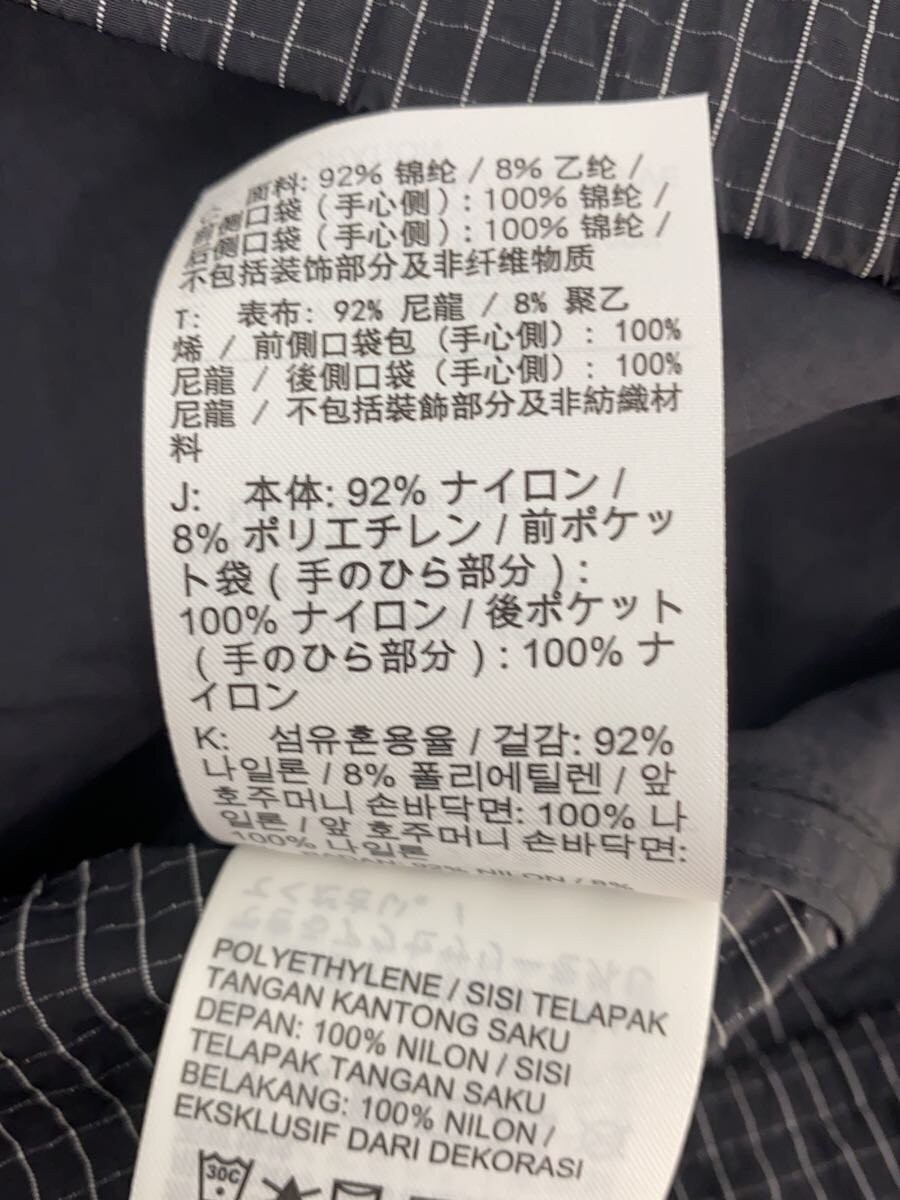 C: 面料: 92% 锦纶 / 8% 乙纶 /
前侧口袋 (手心侧) : 100% 锦纶 /
后侧口袋 (手心侧) : 100% 锦纶 /
不包括装饰部分及非纤维物质
T: 表布: 92% 尼龍 / 8% 聚乙
烯 / 前側口袋包 (手心側) : 100%
尼龍 / 後側口袋 (手心側) : 100%
尼龍 / 不包括裝飾部分及非紡織材
料
J: 本体: 92% ナイロン /
8% ポリエチレン / 前ポケッ
ト袋 ( 手のひら部分 ) :
100% ナイロン / 後ポケット
( 手のひら部分 ) : 100% ナ
イロン
K: 섬유혼용율 / 겉감: 92%
나일론 / 8% 폴리에틸렌 / 앞
호주머니 손바닥면: 100% 나
일론 / 앞 호주머니 손바닥면:
100% 나일론
92% NILON / 8%
POLYETHYLENE / SISI TELAPAK
TANGAN KANTONG SAKU
DEPAN: 100% NILON / SISI
TELAPAK TANGAN SAKU
BELAKANG: 100% NILON /
EKSKLUSIF DARI DEKORASI
30C